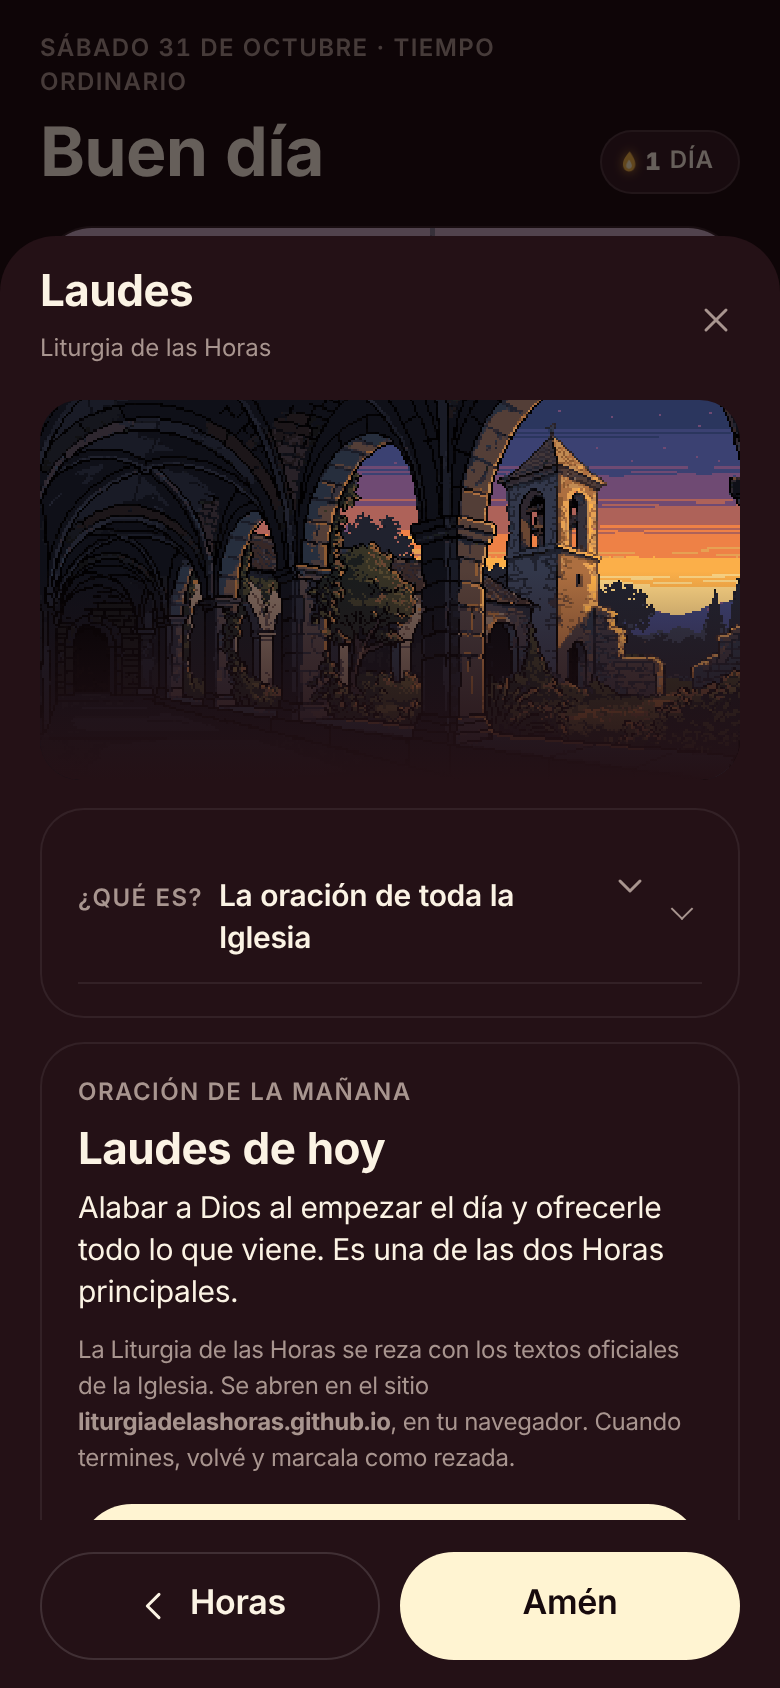 SÁBADO 31 DE OCTUBRE · TIEMPO
ORDINARIO
Buen día
1 DÍA
Laudes
Liturgia de las Horas
¿QUÉ ES? La oración de toda la
Iglesia
ORACIÓN DE LA MAÑANA
Laudes de hoy
Alabar a Dios al empezar el día y ofrecerle
todo lo que viene. Es una de las dos Horas
principales.
La Liturgia de las Horas se reza con los textos oficiales
de la Iglesia. Se abren en el sitio
liturgiadelashoras.github.io, en tu navegador. Cuando
termines, volvé y marcala como rezada.
Horas
Amén